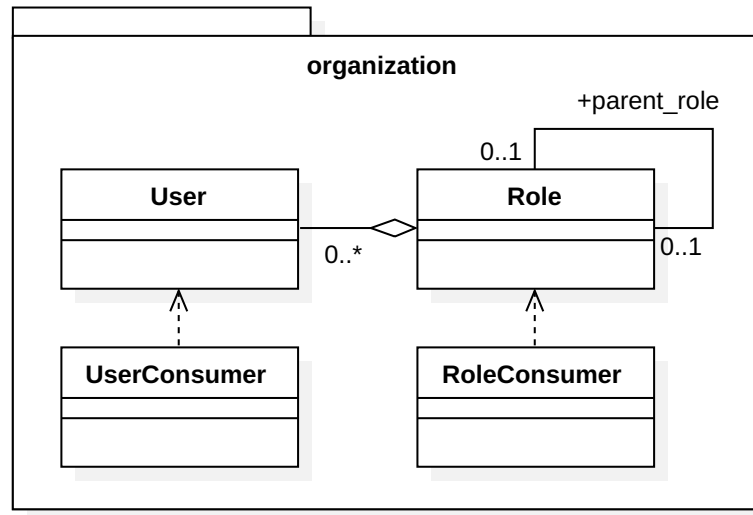 organization
+parent_role
0..1
User
Role
0..*
0..1
UserConsumer
RoleConsumer